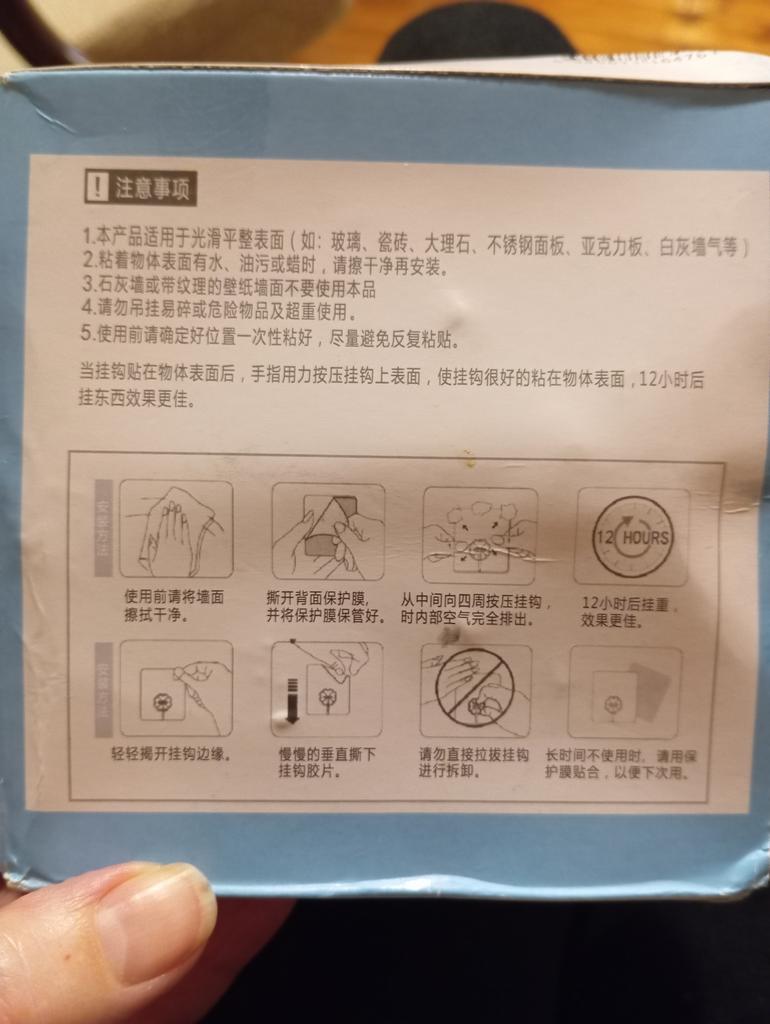 ! 注意事项
1.本产品适用于光滑平整表面（如：玻璃、瓷砖、大理石、不锈钢面板、亚克力板、白灰墙气等）
2.粘着物体表面有水、油污或蜡时，请擦干净再安装。
3.石灰墙或带纹理的壁纸墙面不要使用本品
4.请勿吊挂易碎或危险物品及超重使用。
5.使用前请确定好位置一次性粘好，尽量避免反复粘贴。
当挂钩贴在物体表面后，手指用力按压挂钩上表面，使挂钩很好的粘在物体表面，12小时后
挂东西效果更佳。
安装方法
12 HOURS
使用前请将墙面
擦拭干净。
撕开背面保护膜，
并将保护膜保管好。
从中间向四周按压挂钩，
时内部空气完全排出。
12小时后挂重，
效果更佳。
安装方法
轻轻揭开挂钩边缘。
慢慢的垂直撕下
挂钩胶片。
请勿直接拉拔挂钩
进行拆卸。
长时间不使用时，请用保
护膜贴合，以便下次用。